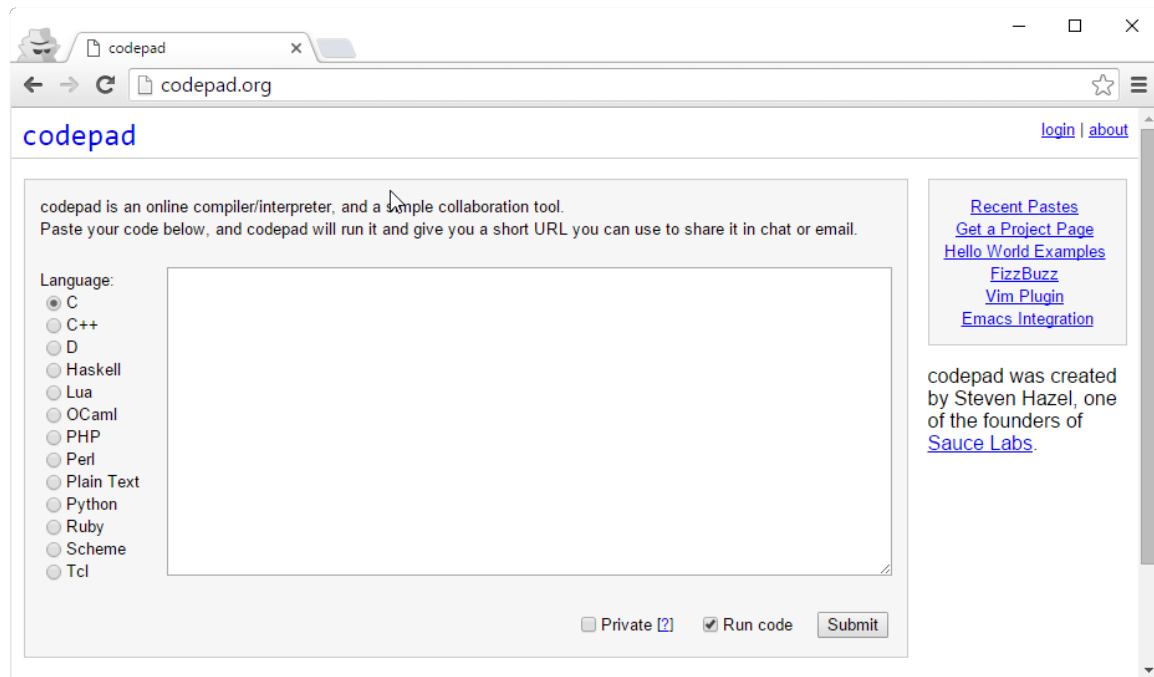 codepad
codepad.org
codepad
login | about
codepad is an online compiler/interpreter, and a simple collaboration tool.
Paste your code below, and codepad will run it and give you a short URL you can use to share it in chat or email.
Language:
C
C++
D
Haskell
Lua
OCaml
PHP
Perl
Plain Text
Python
Ruby
Scheme
Tcl
Private [?] Run code Submit
Recent Pastes
Get a Project Page
Hello World Examples
FizzBuzz
Vim Plugin
Emacs Integration
codepad was created
by Steven Hazel, one
of the founders of
Sauce Labs.